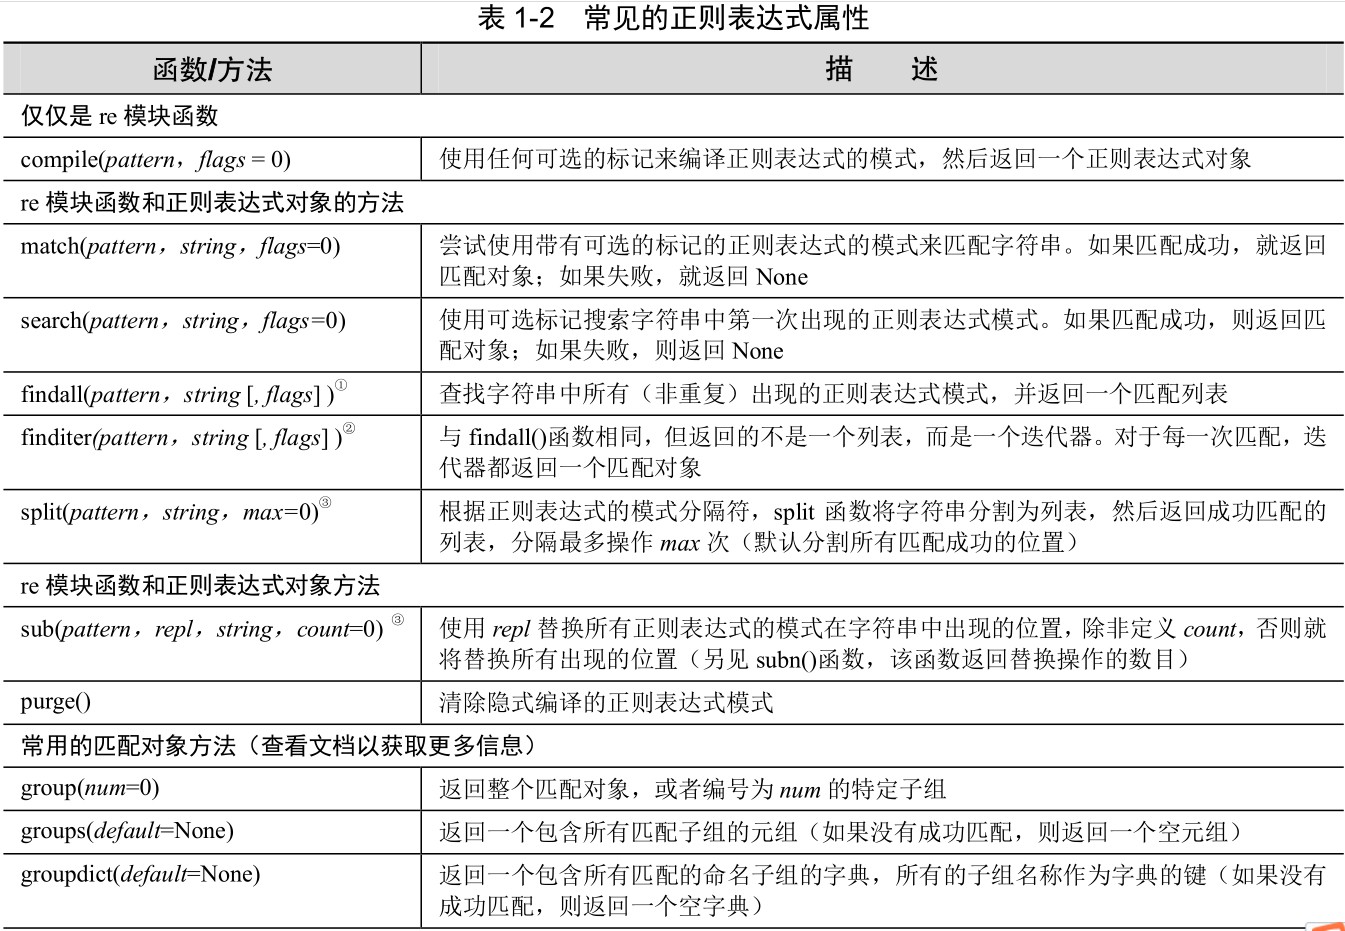 表 1-2 常见的正则表达式属性
函数/方法 描 述
仅仅是 re 模块函数
compile(pattern，flags = 0) 使用任何可选的标记来编译正则表达式的模式，然后返回一个正则表达式对象
re 模块函数和正则表达式对象的方法
match(pattern，string，flags=0) 尝试使用带有可选的标记的正则表达式的模式来匹配字符串。如果匹配成功，就返回
匹配对象；如果失败，就返回 None
search(pattern，string，flags=0) 使用可选标记搜索字符串中第一次出现的正则表达式模式。如果匹配成功，则返回匹
配对象；如果失败，则返回 None
findall(pattern，string [, flags] )① 查找字符串中所有（非重复）出现的正则表达式模式，并返回一个匹配列表
finditer(pattern，string [, flags] )② 与 findall()函数相同，但返回的不是一个列表，而是一个迭代器。对于每一次匹配，迭
代器都返回一个匹配对象
split(pattern，string，max=0)③ 根据正则表达式的模式分隔符，split 函数将字符串分割为列表，然后返回成功匹配的
列表，分隔最多操作 max 次（默认分割所有匹配成功的位置）
re 模块函数和正则表达式对象方法
sub(pattern，repl，string，count=0) ③ 使用 repl 替换所有正则表达式的模式在字符串中出现的位置，除非定义 count，否则就
将替换所有出现的位置（另见 subn()函数，该函数返回替换操作的数目）
purge() 清除隐式编译的正则表达式模式
常用的匹配对象方法（查看文档以获取更多信息）
group(num=0) 返回整个匹配对象，或者编号为 num 的特定子组
groups(default=None) 返回一个包含所有匹配子组的元组（如果没有成功匹配，则返回一个空元组）
groupdict(default=None) 返回一个包含所有匹配的命名子组的字典，所有的子组名称作为字典的键（如果没有
成功匹配，则返回一个空字典）